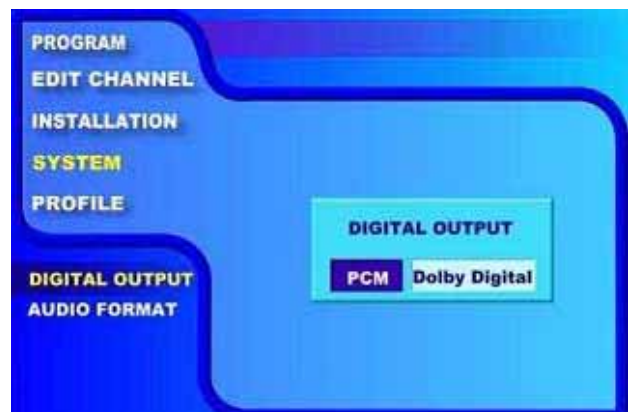 PROGRAM
EDIT CHANNEL
INSTALLATION
SYSTEM
PROFILE
DIGITAL OUTPUT
AUDIO FORMAT
DIGITAL OUTPUT
PCM Dolby Digital